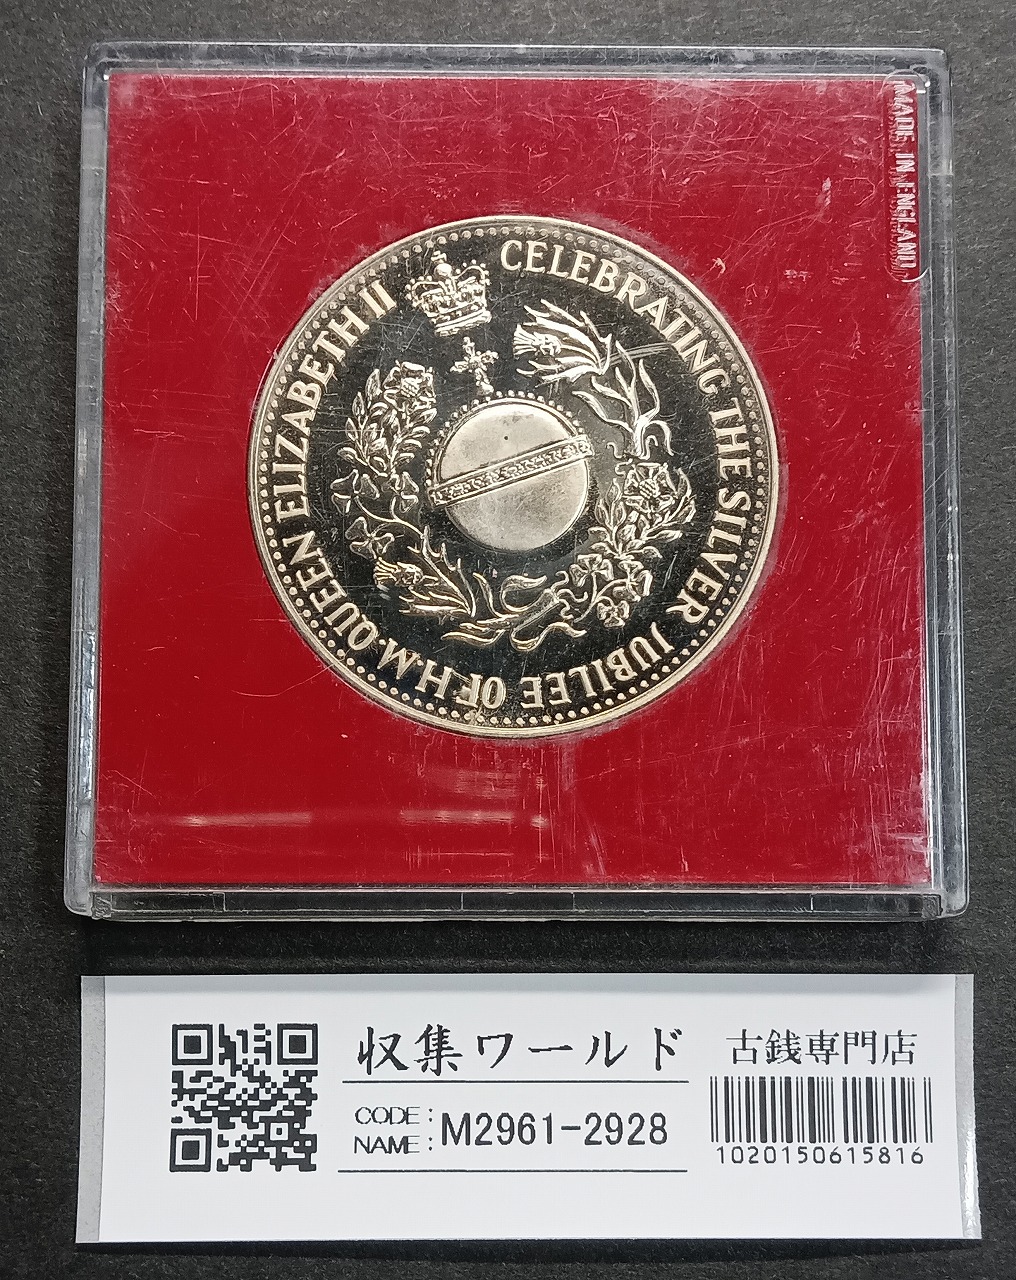 MADE IN ENGLAND
CELEBRATING THE SILVER JUBILEE OF H.M. QUEEN ELIZABETH II
収集ワールド
古銭専門店
CODE:
NAME:
M2961-2928
1020150615816